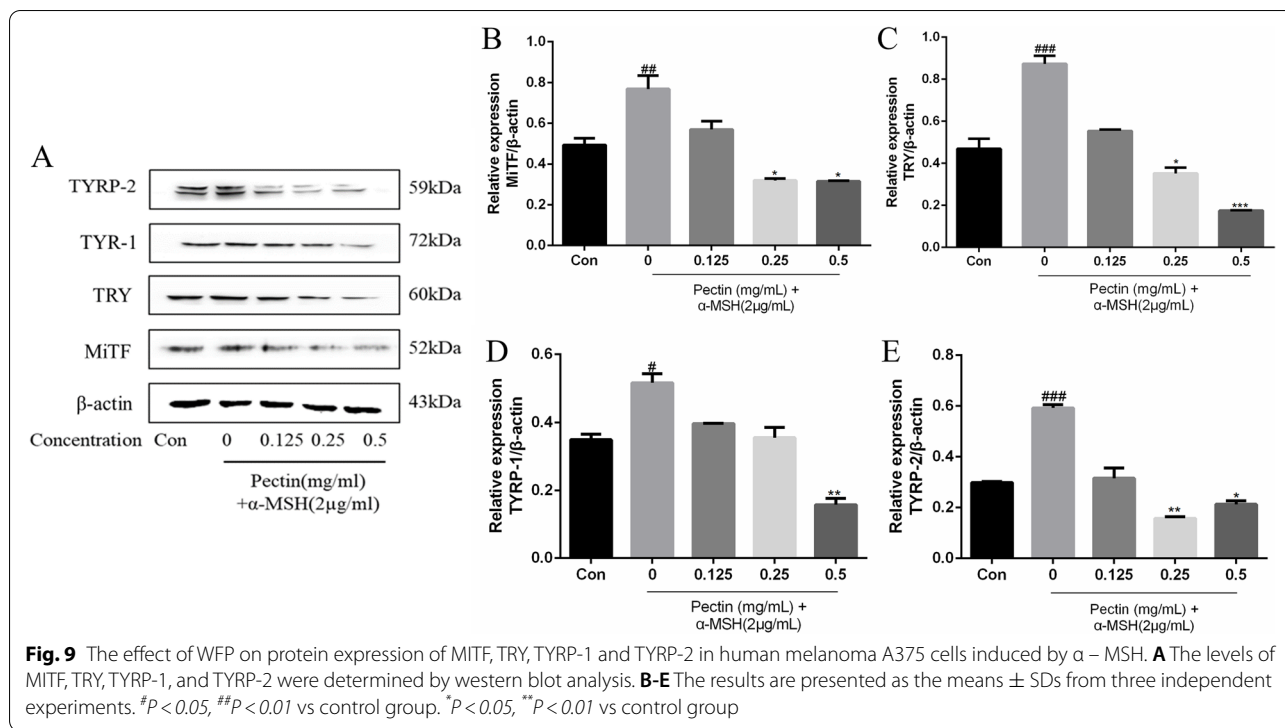 A
TYRP-2 59kDa
TYR-1 72kDa
TRY 60kDa
MiTF 52kDa
β-actin 43kDa
Concentration Con 0 0.125 0.25 0.5
Pectin(mg/ml)
+α-MSH(2μg/ml)
B
Relative expression
MiTF/β-actin
1.0
0.8
0.6
0.4
0.2
0.0
##
*
*
Con 0 0.125 0.25 0.5
Pectin (mg/mL) +
α-MSH(2μg/mL)
C
Relative expression
TRY/β-actin
1.0
0.8
0.6
0.4
0.2
0.0
###
*
***
Con 0 0.125 0.25 0.5
Pectin (mg/mL) +
α-MSH(2μg/mL)
D
Relative expression
TYRP-1/β-actin
0.6
0.4
0.2
0.0
#
**
Con 0 0.125 0.25 0.5
Pectin (mg/mL) +
α-MSH(2μg/mL)
E
Relative expression
TYRP-2/β-actin
0.8
0.6
0.4
0.2
0.0
###
**
*
Con 0 0.125 0.25 0.5
Pectin (mg/mL) +
α-MSH(2μg/mL)
Fig. 9 The effect of WFP on protein expression of MITF, TRY, TYRP-1 and TYRP-2 in human melanoma A375 cells induced by α – MSH. A The levels of
MITF, TRY, TYRP-1, and TYRP-2 were determined by western blot analysis. B-E The results are presented as the means ± SDs from three independent
experiments. #P < 0.05, ##P < 0.01 vs control group. *P < 0.05, **P < 0.01 vs control group